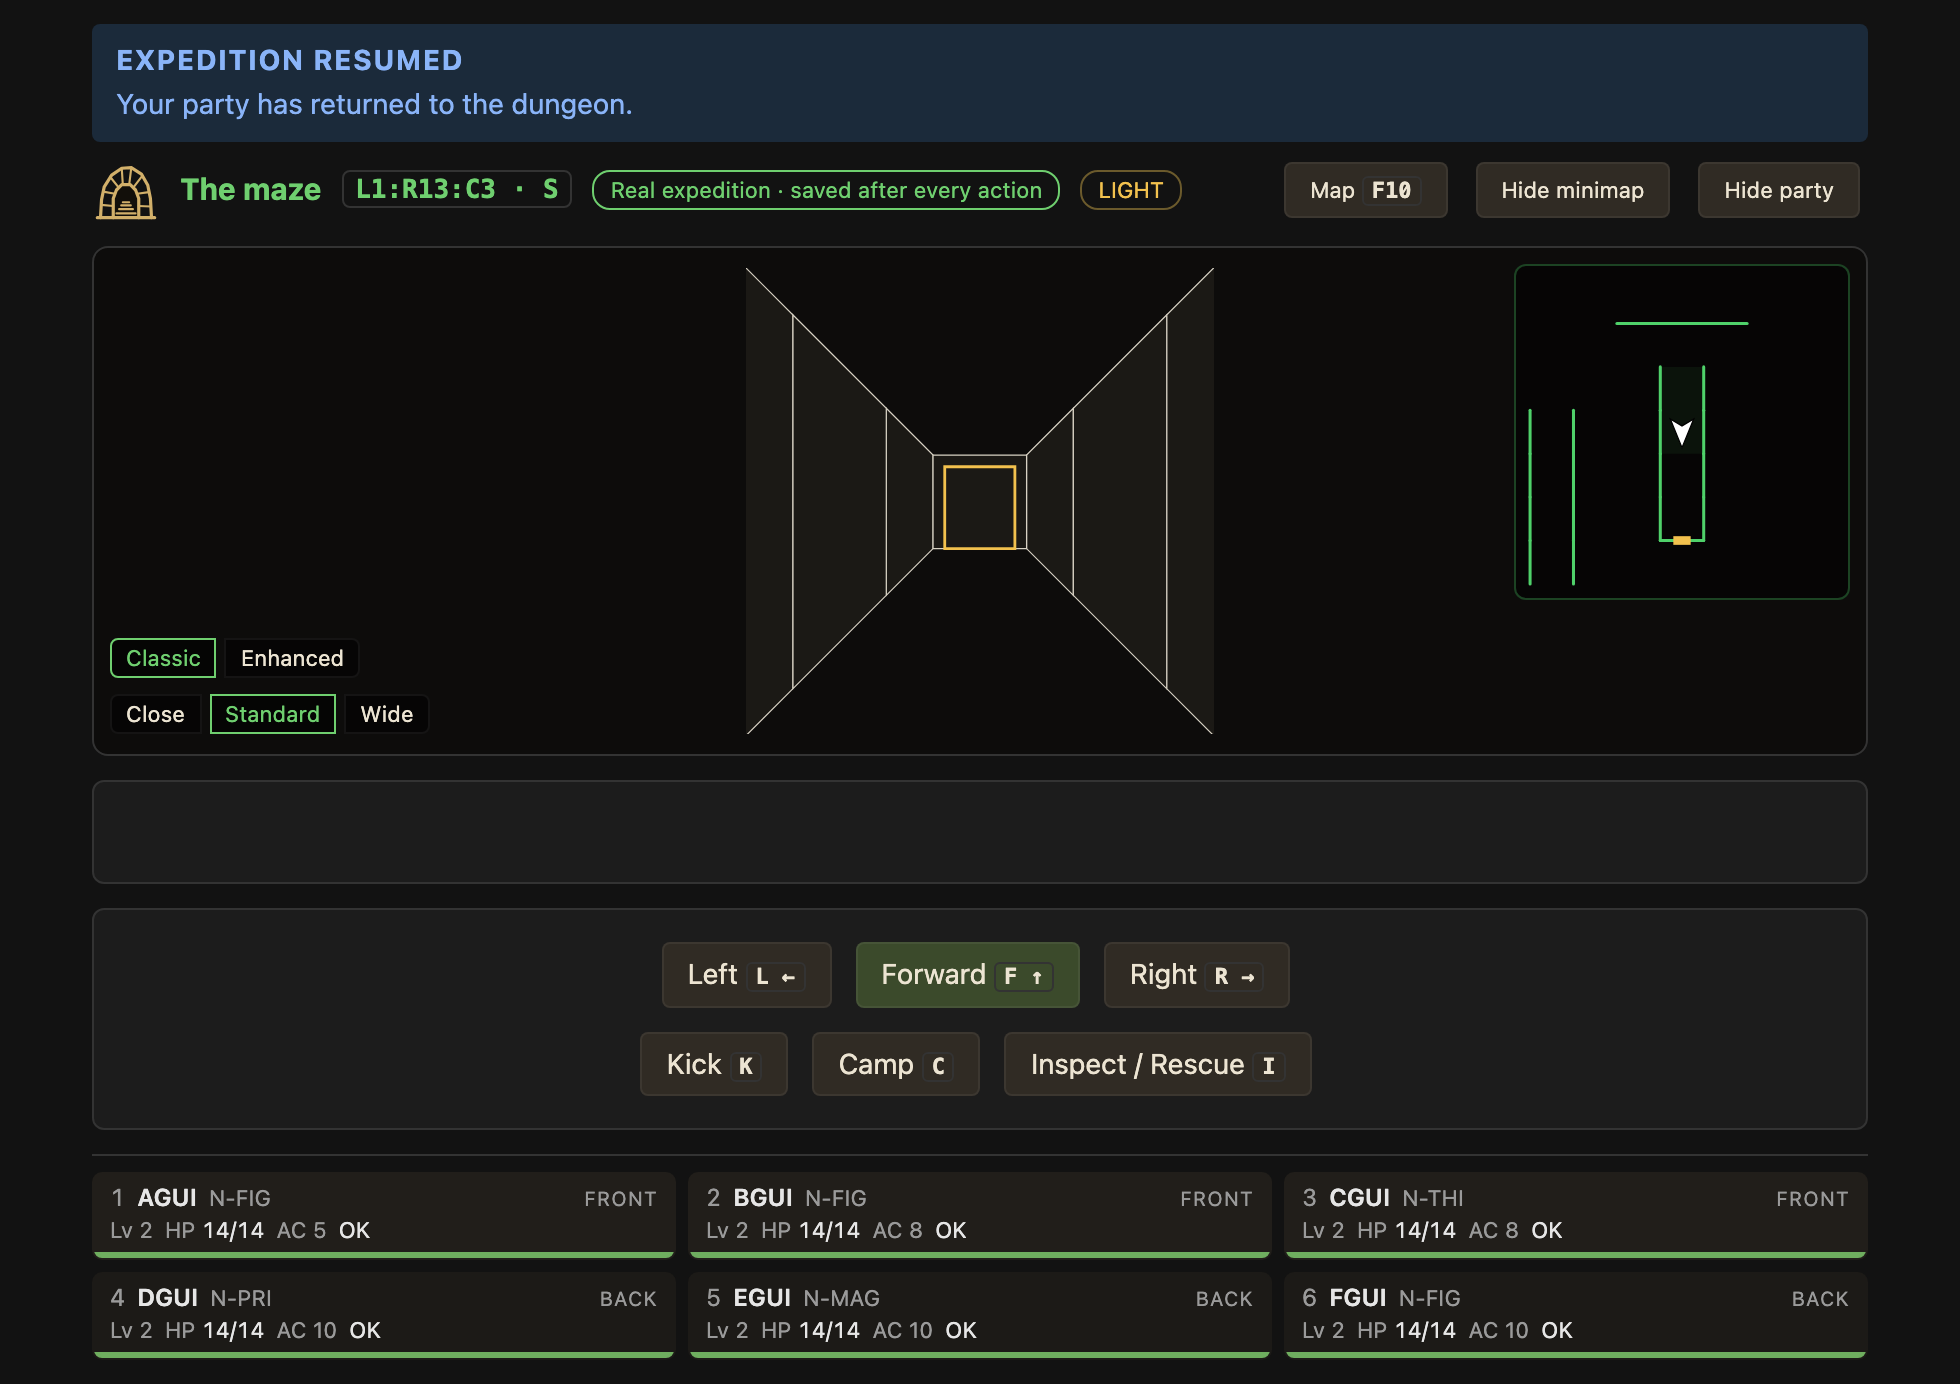 EXPEDITION RESUMED
Your party has returned to the dungeon.
The maze L1:R13:C3 · S Real expedition · saved after every action LIGHT Map F10 Hide minimap Hide party
Classic Enhanced
Close Standard Wide
Left L ← Forward F ↑ Right R →
Kick K Camp C Inspect / Rescue I
1 AGUI N-FIG FRONT
Lv 2 HP 14/14 AC 5 OK
2 BGUI N-FIG FRONT
Lv 2 HP 14/14 AC 8 OK
3 CGUI N-THI FRONT
Lv 2 HP 14/14 AC 8 OK
4 DGUI N-PRI BACK
Lv 2 HP 14/14 AC 10 OK
5 EGUI N-MAG BACK
Lv 2 HP 14/14 AC 10 OK
6 FGUI N-FIG BACK
Lv 2 HP 14/14 AC 10 OK